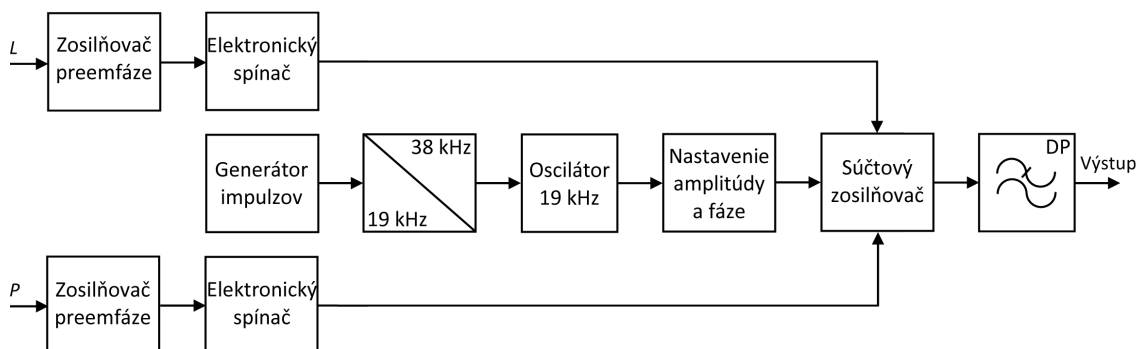 L
Zosilňovač
preemfáze
Elektronický
spínač
Generátor
impulzov
38 kHz
19 kHz
Oscilátor
19 kHz
Nastavenie
amplitúdy
a fáze
Súčtový
zosilňovač
DP
Výstup
P
Zosilňovač
preemfáze
Elektronický
spínač